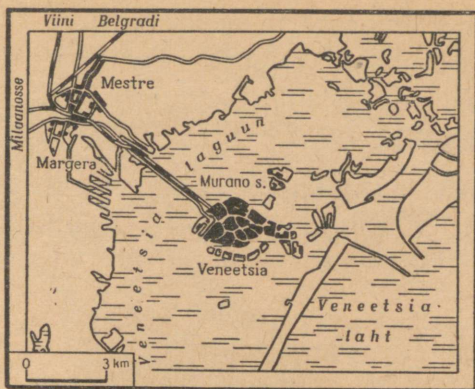 Viini Belgradi
Milaanosse
Mestre
Margera
Veneetsia laguun
Murano s.
Veneetsia
Veneetsia
laht
0 3 km